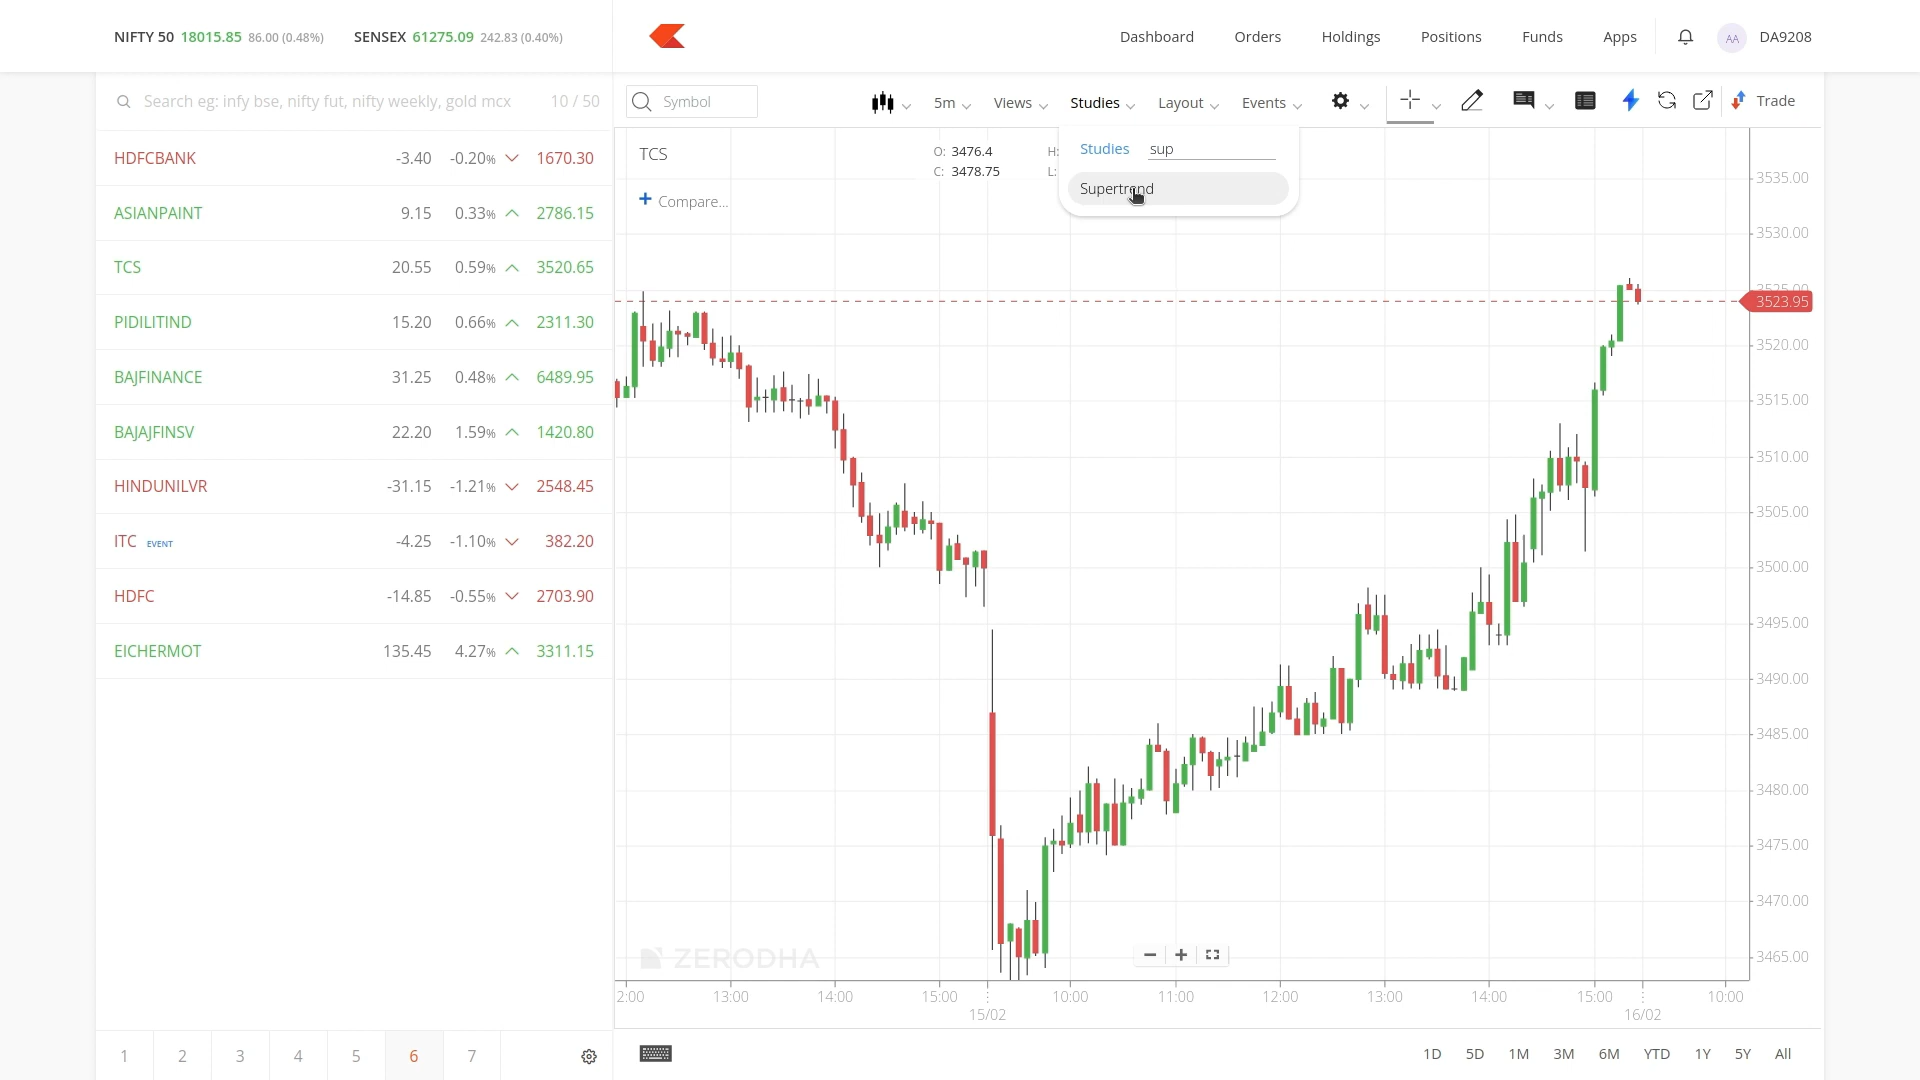 NIFTY 50 18015.85 86.00 (0.48%) SENSEX 61275.09 242.83 (0.40%)
Dashboard Orders Holdings Positions Funds Apps AA DA9208
Search eg: infy bse, nifty fut, nifty weekly, gold mcx 10 / 50
HDFCBANK -3.40 -0.20% 1670.30
ASIANPAINT 9.15 0.33% 2786.15
TCS 20.55 0.59% 3520.65
PIDILITIND 15.20 0.66% 2311.30
BAJFINANCE 31.25 0.48% 6489.95
BAJAJFINSV 22.20 1.59% 1420.80
HINDUNILVR -31.15 -1.21% 2548.45
ITC EVENT -4.25 -1.10% 382.20
HDFC -14.85 -0.55% 2703.90
EICHERMOT 135.45 4.27% 3311.15
1 2 3 4 5 6 7
Symbol 5m Views Studies Layout Events Trade
TCS O: 3476.4 H:
C: 3478.75 L:
Compare...
Studies sup
Supertrend
3535.00
3530.00
3525.00
3523.95
3520.00
3515.00
3510.00
3505.00
3500.00
3495.00
3490.00
3485.00
3480.00
3475.00
3470.00
3465.00
ZERODHA
2:00 13:00 14:00 15:00 10:00 11:00 12:00 13:00 14:00 15:00 10:00
15/02 16/02
1D 5D 1M 3M 6M YTD 1Y 5Y All